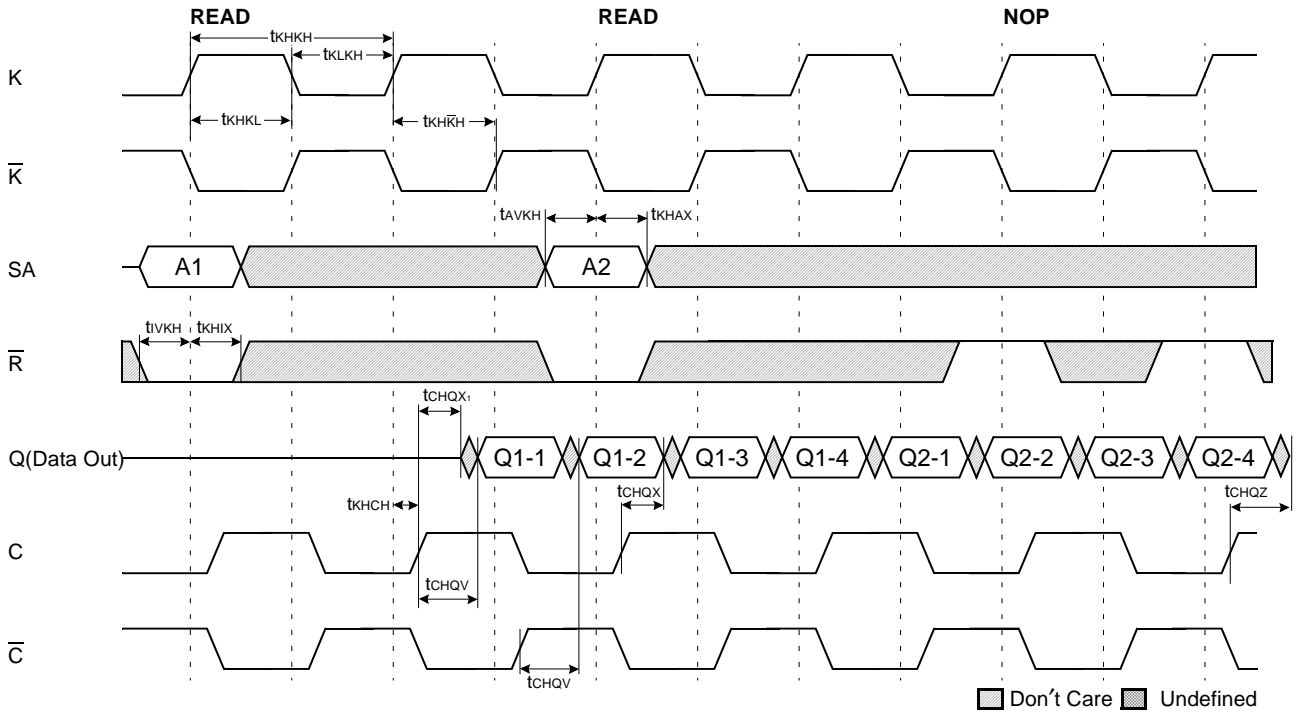 READ READ NOP
tKHKH
tKLKH
K
tKHKL tKHK̅H
K̅
tAVKH tKHAX
SA A1 A2
tIVKH tKHIX
R̅
tCHQX1
Q(Data Out) Q1-1 Q1-2 Q1-3 Q1-4 Q2-1 Q2-2 Q2-3 Q2-4
tKHCH tCHQX tCHQZ
C
tCHQV
C̅
tCHQV
Don′t Care Undefined